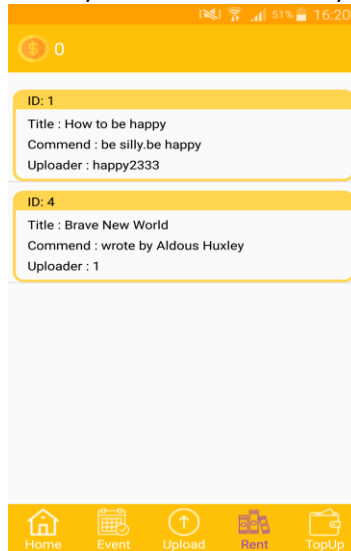 51% 16:20
0
ID: 1
Title : How to be happy
Commend : be silly.be happy
Uploader : happy2333
ID: 4
Title : Brave New World
Commend : wrote by Aldous Huxley
Uploader : 1
Home Event Upload Rent TopUp